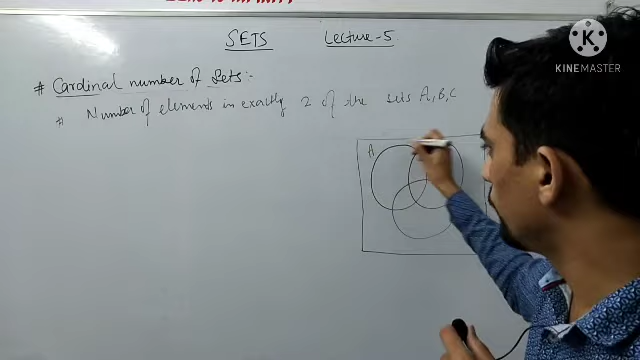 SETS Lecture-5
# Cardinal number of Sets:-
* Number of elements in exactly 2 of the sets A, B, C
A
K
KINEMASTER